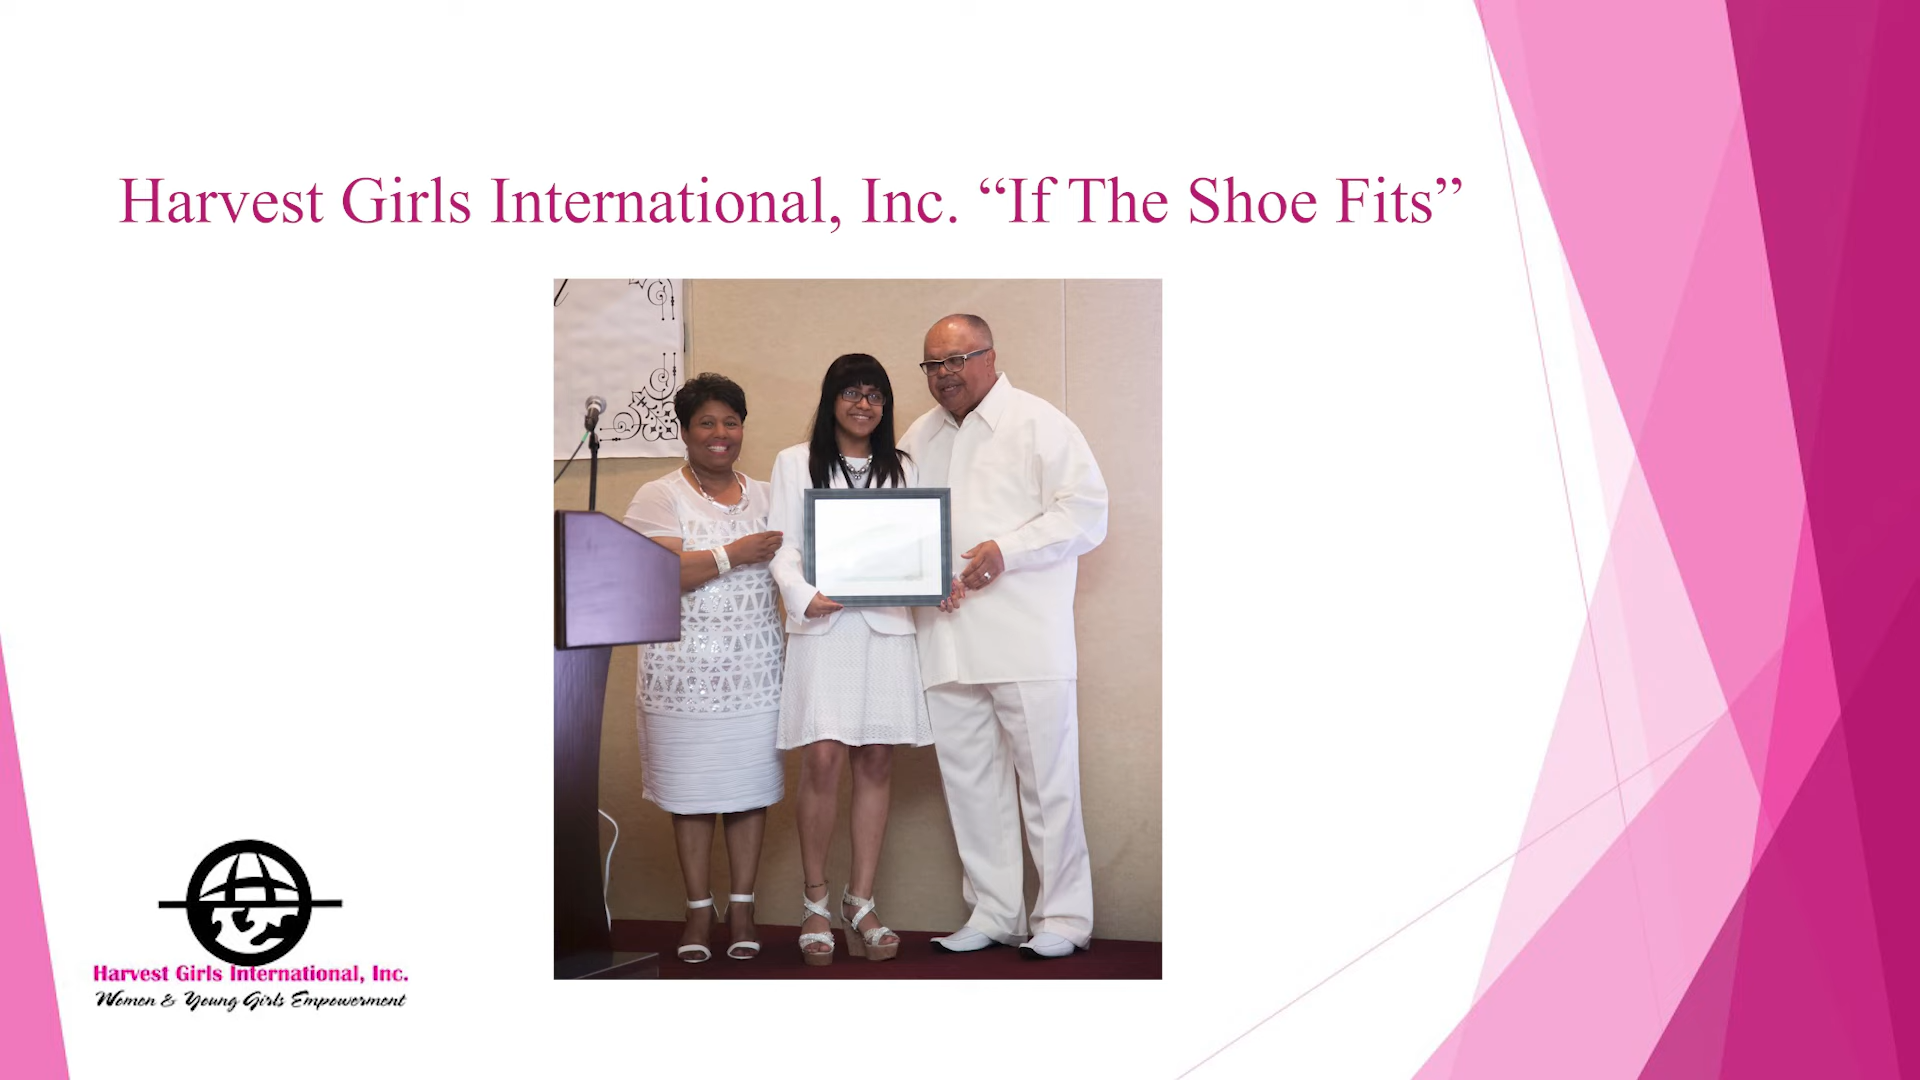 Harvest Girls International, Inc. “If The Shoe Fits”
Harvest Girls International, Inc.
Women & Young Girls Empowerment